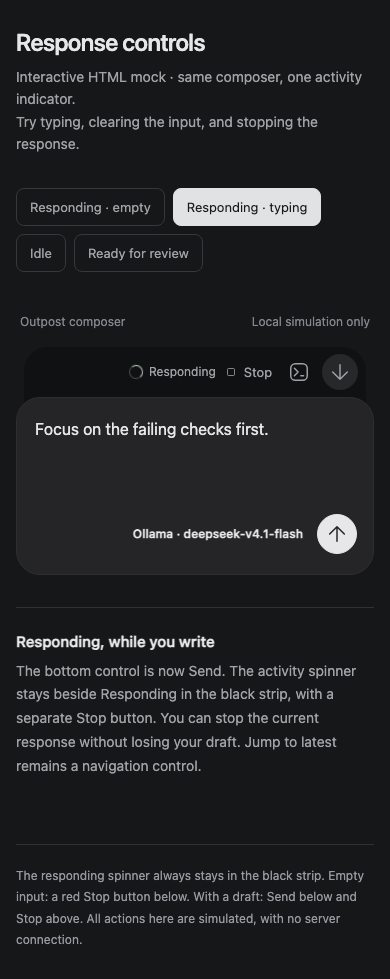 Response controls
Interactive HTML mock · same composer, one activity
indicator.
Try typing, clearing the input, and stopping the
response.
Responding · empty
Responding · typing
Idle
Ready for review
Outpost composer
Local simulation only
Responding
Stop
Focus on the failing checks first.
Ollama · deepseek-v4.1-flash
Responding, while you write
The bottom control is now Send. The activity spinner
stays beside Responding in the black strip, with a
separate Stop button. You can stop the current
response without losing your draft. Jump to latest
remains a navigation control.
The responding spinner always stays in the black strip. Empty
input: a red Stop button below. With a draft: Send below and
Stop above. All actions here are simulated, with no server
connection.